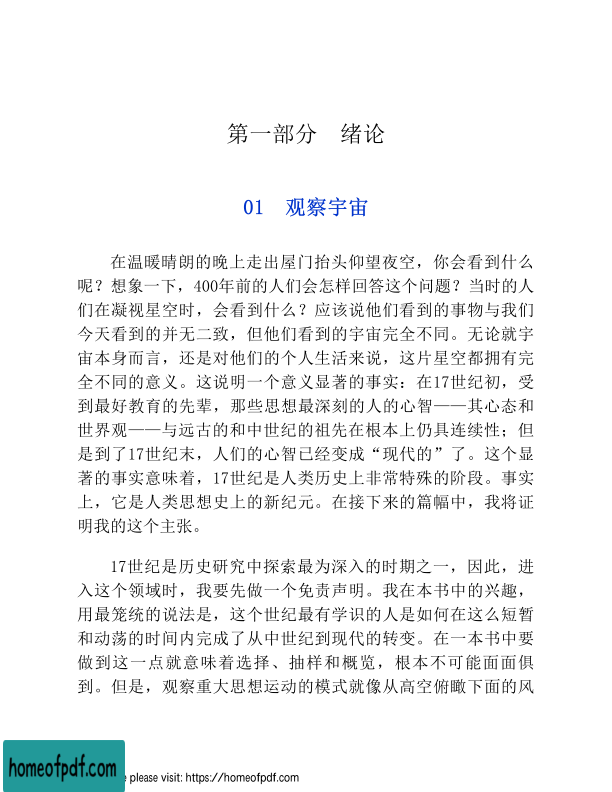 第一部分　绪论
01　观察宇宙
在温暖晴朗的晚上走出屋门抬头仰望夜空，你会看到什么
呢？想象一下，400年前的人们会怎样回答这个问题？当时的人
们在凝视星空时，会看到什么？应该说他们看到的事物与我们
今天看到的并无二致，但他们看到的宇宙完全不同。无论就宇
宙本身而言，还是对他们的个人生活来说，这片星空都拥有完
全不同的意义。这说明一个意义显著的事实：在17世纪初，受
到最好教育的先辈，那些思想最深刻的人的心智——其心态和
世界观——与远古的和中世纪的祖先在根本上仍具连续性；但
是到了17世纪末，人们的心智已经变成“现代的”了。这个显
著的事实意味着，17世纪是人类历史上非常特殊的阶段。事实
上，它是人类思想史上的新纪元。在接下来的篇幅中，我将证
明我的这个主张。
17世纪是历史研究中探索最为深入的时期之一，因此，进
入这个领域时，我要先做一个免责声明。我在本书中的兴趣，
用最笼统的说法是，这个世纪最有学识的人是如何在这么短暂
和动荡的时间内完成了从中世纪到现代的转变。在一本书中要
做到这一点就意味着选择、抽样和概览，根本不可能面面俱
到。但是，观察重大思想运动的模式就像从高空俯瞰下面的风
homeofpdf.com
e please visit: https://homeofpdf.com